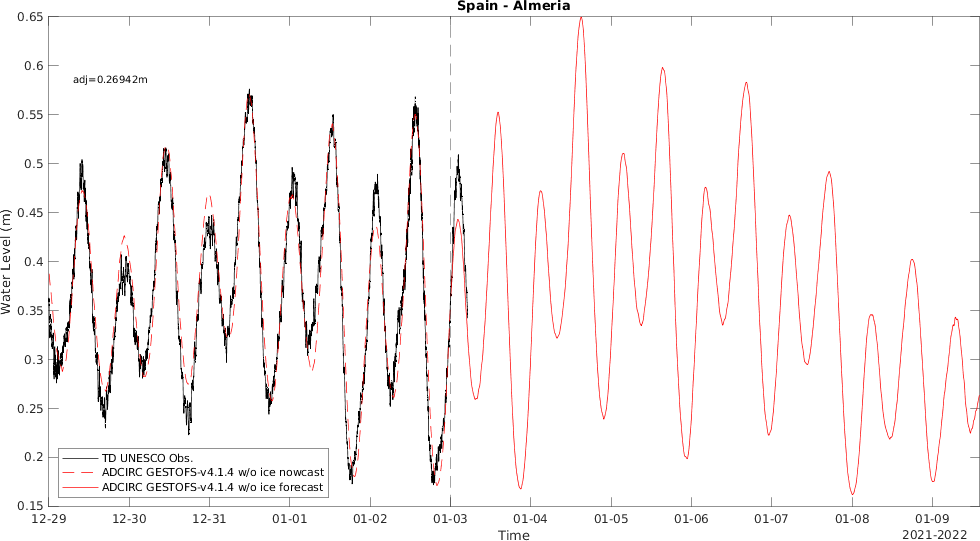 Spain - Almeria
0.65
0.6
0.55
0.5
0.45
0.4
0.35
0.3
0.25
0.2
0.15
Water Level (m)
adj=0.26942m
TD UNESCO Obs.
ADCIRC GESTOFS-v4.1.4 w/o ice nowcast
ADCIRC GESTOFS-v4.1.4 w/o ice forecast
12-29 12-30 12-31 01-01 01-02 01-03 01-04 01-05 01-06 01-07 01-08 01-09
Time
2021-2022